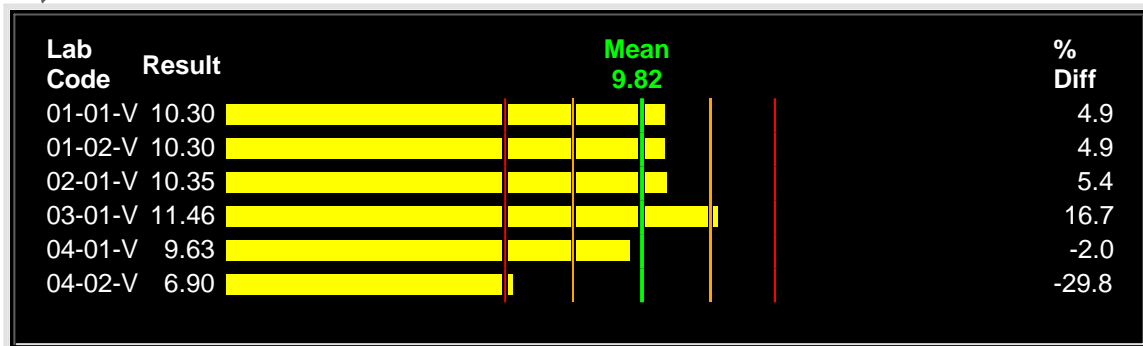 Lab Code Result Mean 9.82 % Diff
01-01-V 10.30 4.9
01-02-V 10.30 4.9
02-01-V 10.35 5.4
03-01-V 11.46 16.7
04-01-V 9.63 -2.0
04-02-V 6.90 -29.8